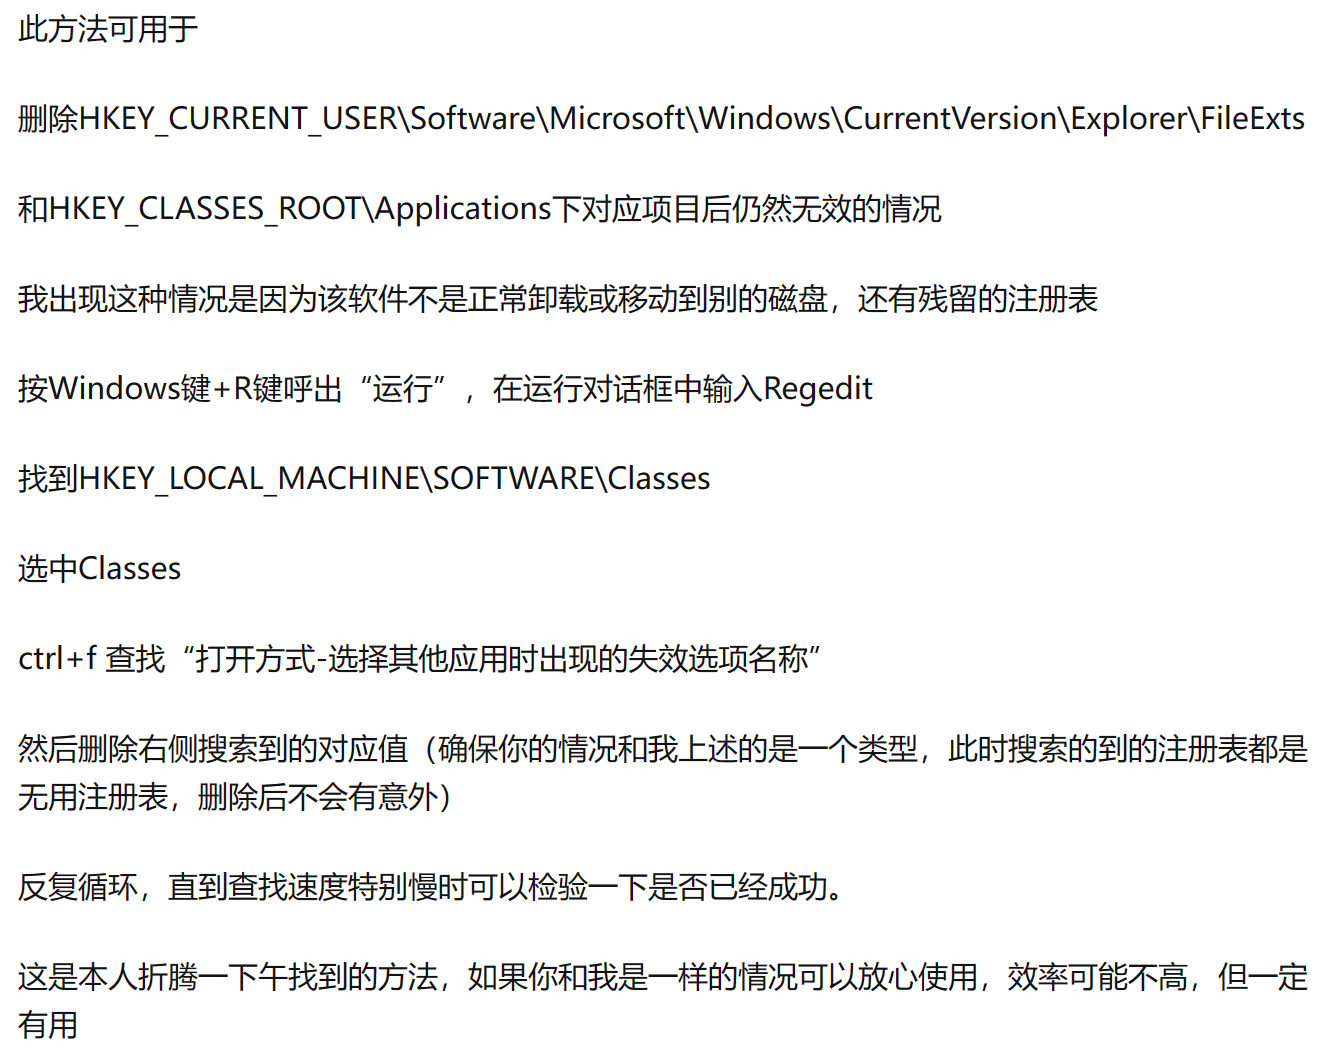 此方法可用于
删除HKEY_CURRENT_USER\Software\Microsoft\Windows\CurrentVersion\Explorer\FileExts
和HKEY_CLASSES_ROOT\Applications下对应项目后仍然无效的情况
我出现这种情况是因为该软件不是正常卸载或移动到别的磁盘，还有残留的注册表
按Windows键+R键呼出“运行”，在运行对话框中输入Regedit
找到HKEY_LOCAL_MACHINE\SOFTWARE\Classes
选中Classes
ctrl+f 查找“打开方式-选择其他应用时出现的失效选项名称”
然后删除右侧搜索到的对应值（确保你的情况和我上述的是一个类型，此时搜索的到的注册表都是
无用注册表，删除后不会有意外）
反复循环，直到查找速度特别慢时可以检验一下是否已经成功。
这是本人折腾一下午找到的方法，如果你和我是一样的情况可以放心使用，效率可能不高，但一定
有用